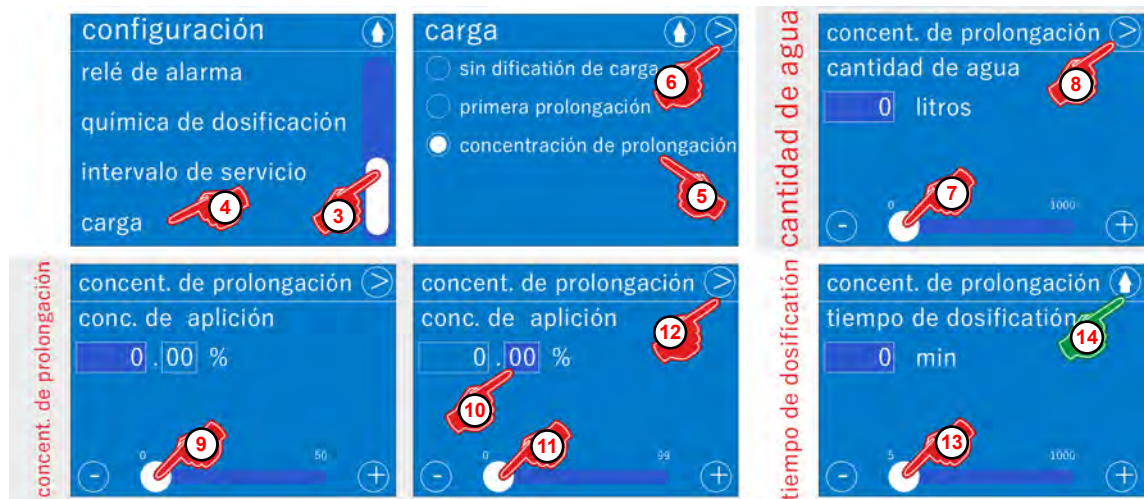 configuración
relé de alarma
química de dosificación
intervalo de servicio
carga
4
3
carga
sin dificatión de carga
primera prolongación
concentración de prolongación
6
5
cantidad de agua
concent. de prolongación
cantidad de agua
0 litros
8
7
0 1000
- +
concent. de prolongación
concent. de prolongación
conc. de aplición
0 . 00 %
9
0 50
- +
concent. de prolongación
conc. de aplición
0 . 00 %
12
10
11
0 99
- +
tiempo de dosificatión
concent. de prolongación
tiempo de dosificatión
0 min
14
13
5 1000
- +